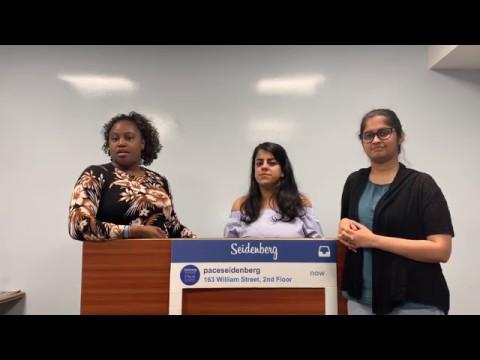 Seidenberg
paceseidenberg
now
163 William Street, 2nd Floor